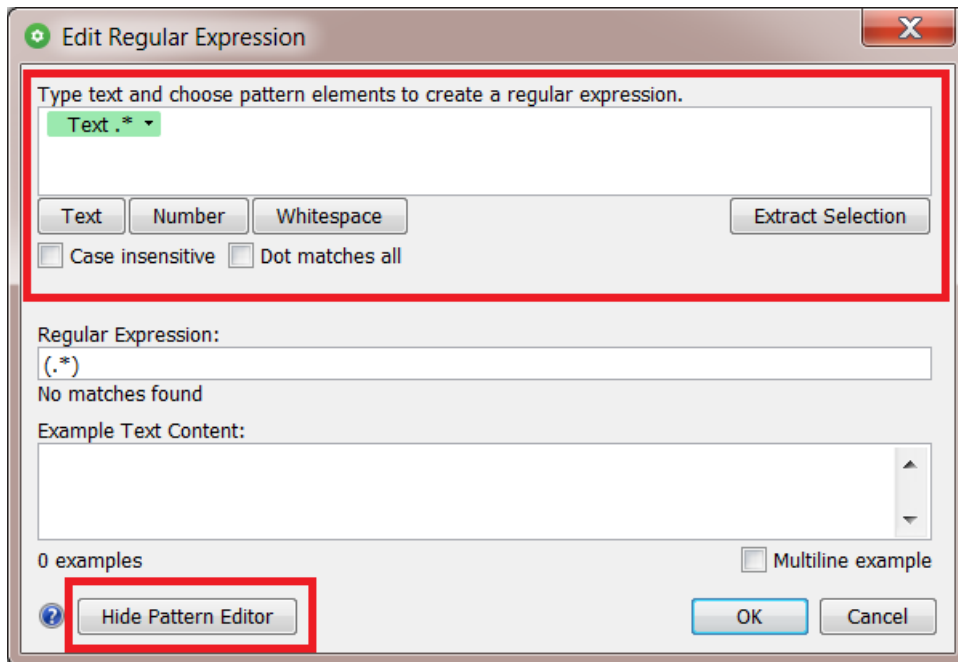 Edit Regular Expression
Type text and choose pattern elements to create a regular expression.
Text .*
Text Number Whitespace Extract Selection
Case insensitive Dot matches all
Regular Expression:
(.*)
No matches found
Example Text Content:
0 examples Multiline example
? Hide Pattern Editor OK Cancel